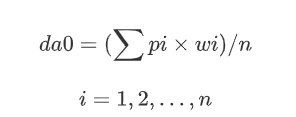 da0 = (∑ pi × wi)/n
i = 1, 2, . . . , n